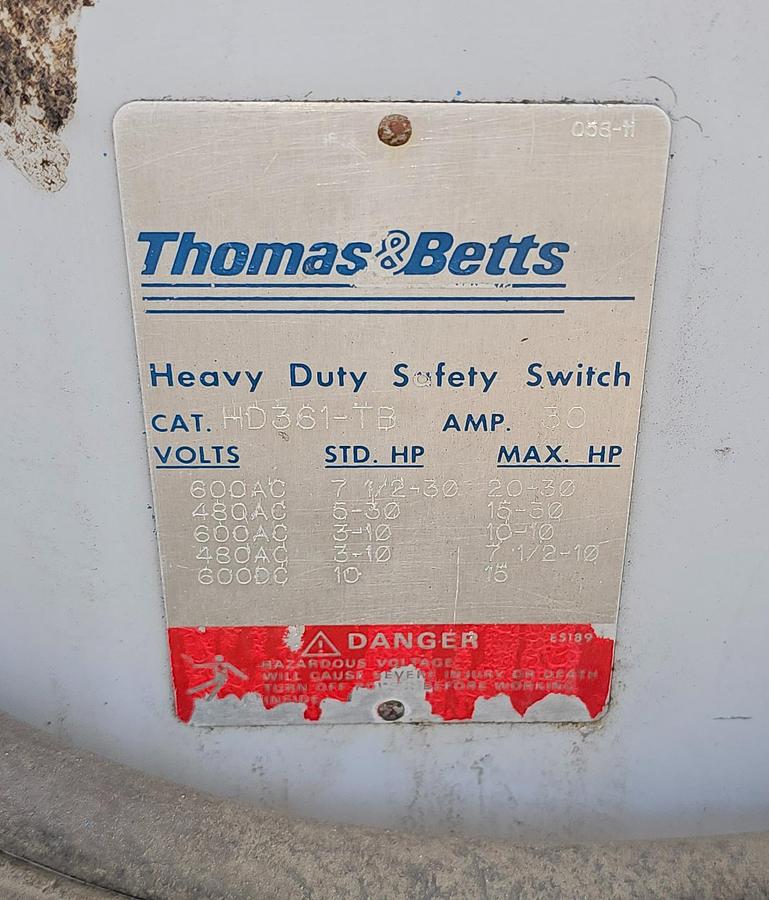 058-11
Thomas & Betts
Heavy Duty Safety Switch
CAT. HD361-TB AMP. 30
VOLTS STD. HP MAX. HP
600AC 7 1/2-30 20-30
480AC 5-30 15-30
600AC 3-10 10-10
480AC 3-10 7 1/2-10
600DC 10 15
DANGER ES189
HAZARDOUS VOLTAGE
WILL CAUSE SEVERE INJURY OR DEATH
TURN OFF BEFORE WORKING
INSIDE